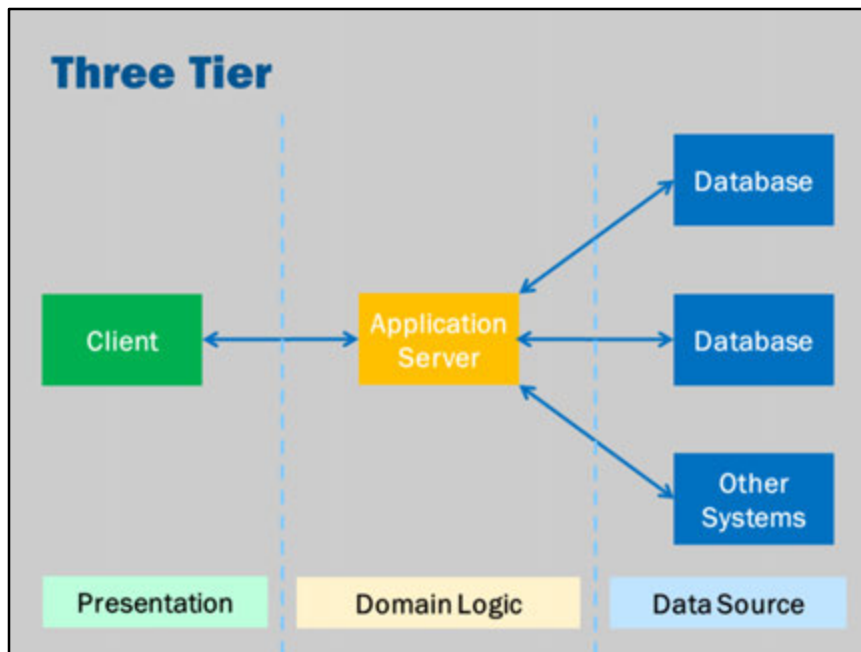 Three Tier
Database
Client
Application
Server
Database
Other
Systems
Presentation
Domain Logic
Data Source